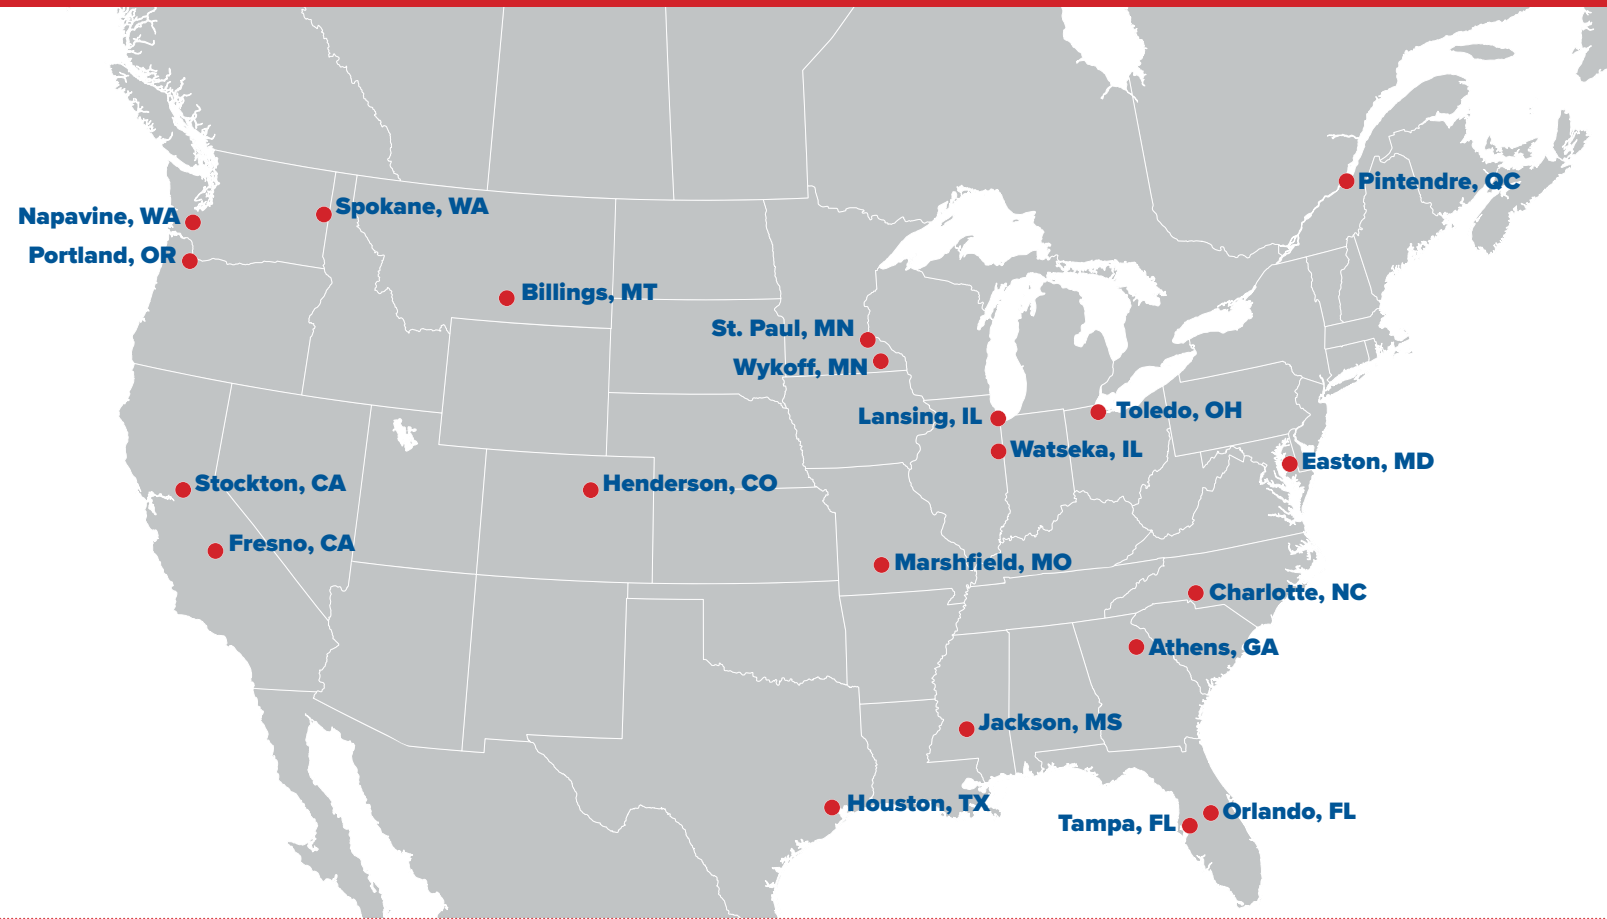 Pintendre, QC
Spokane, WA
Napavine, WA
Portland, OR
Billings, MT
St. Paul, MN
Wykoff, MN
Toledo, OH
Lansing, IL
Watseka, IL
Easton, MD
Stockton, CA
Henderson, CO
Fresno, CA
Marshfield, MO
Charlotte, NC
Athens, GA
Jackson, MS
Houston, TX
Orlando, FL
Tampa, FL